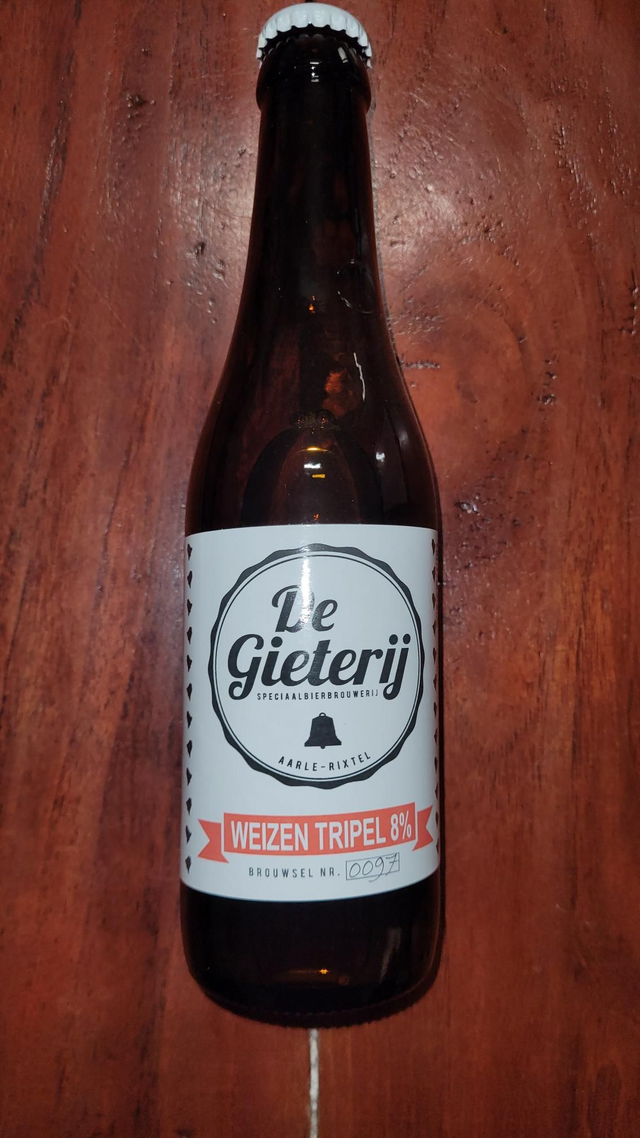 De
Gieterij
SPECIAALBIERBROUWERIJ
AARLE-RIXTEL
WEIZEN TRIPEL 8%
BROUWSEL NR. 0097